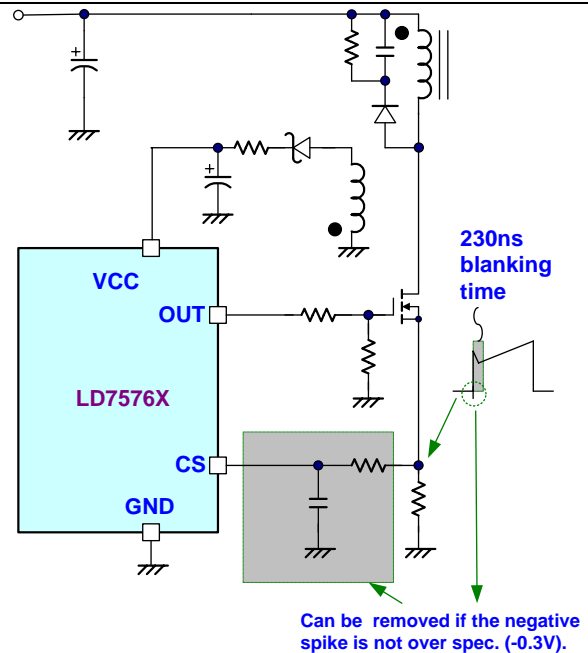 +
+
VCC
OUT
LD7576X
CS
GND
230ns
blanking
time
Can be removed if the negative
spike is not over spec. (-0.3V).